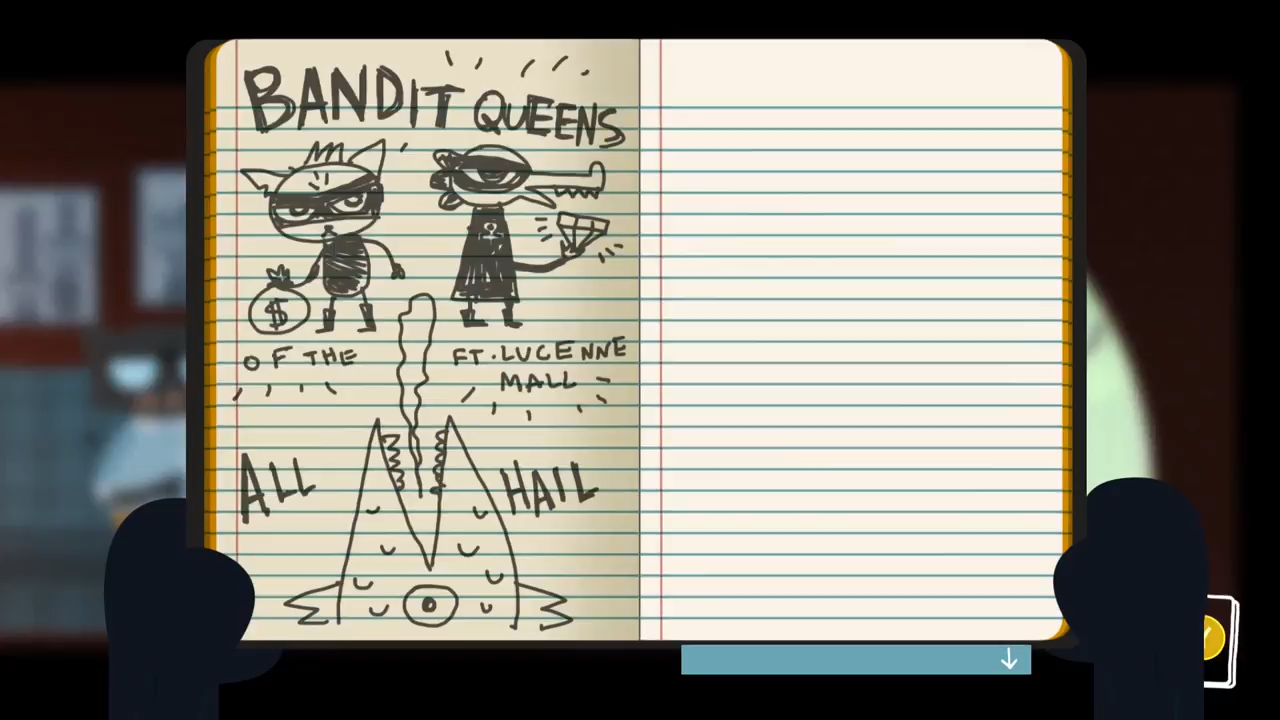 BANDIT QUEENS
$
OF THE FT. LUCENNE
MALL
ALL HAIL